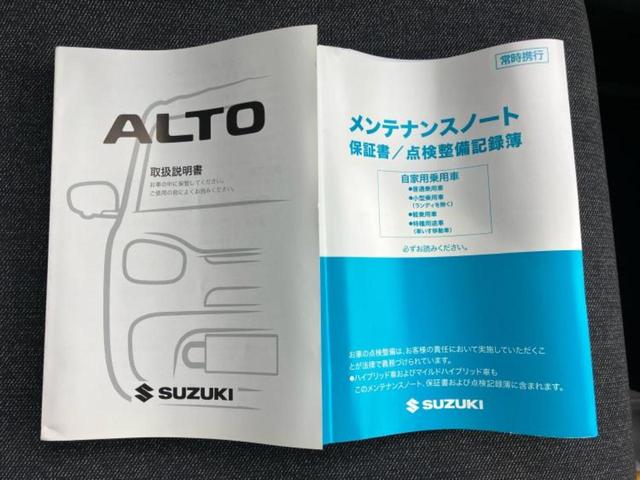 ALTO
取扱説明書
お車の中に保管してください。
ご使用の前によくお読みください。
SUZUKI
常時携行
メンテナンスノート
保証書／点検整備記録簿
自家用乗用車
●普通乗用車
●小型乗用車
（ランディを除く）
●軽乗用車
●特種用途車
（車いす移動車）
必ずお読みください。
お車の点検整備は、お客様の責任において実施していただくこ
とが法律で義務づけられています。
●ハイブリッド車およびマイルドハイブリッド車も
このメンテナンスノート、保証書および点検記録簿に含まれます。
SUZUKI